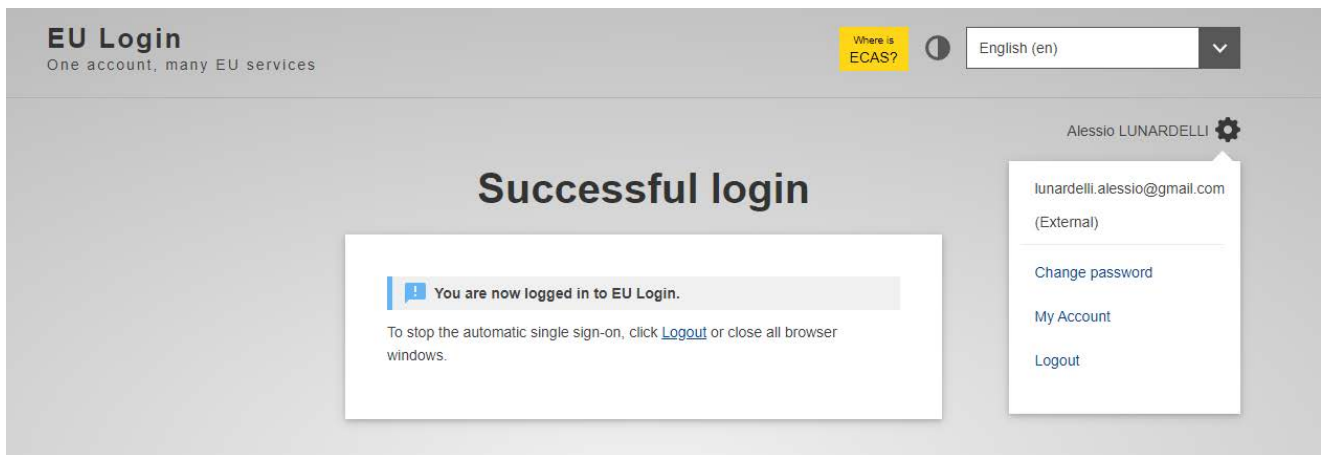 EU Login
One account, many EU services
Where is
ECAS?
English (en)
Alessio LUNARDELLI
Successful login
lunardelli.alessio@gmail.com
(External)
You are now logged in to EU Login.
To stop the automatic single sign-on, click Logout or close all browser
windows.
Change password
My Account
Logout